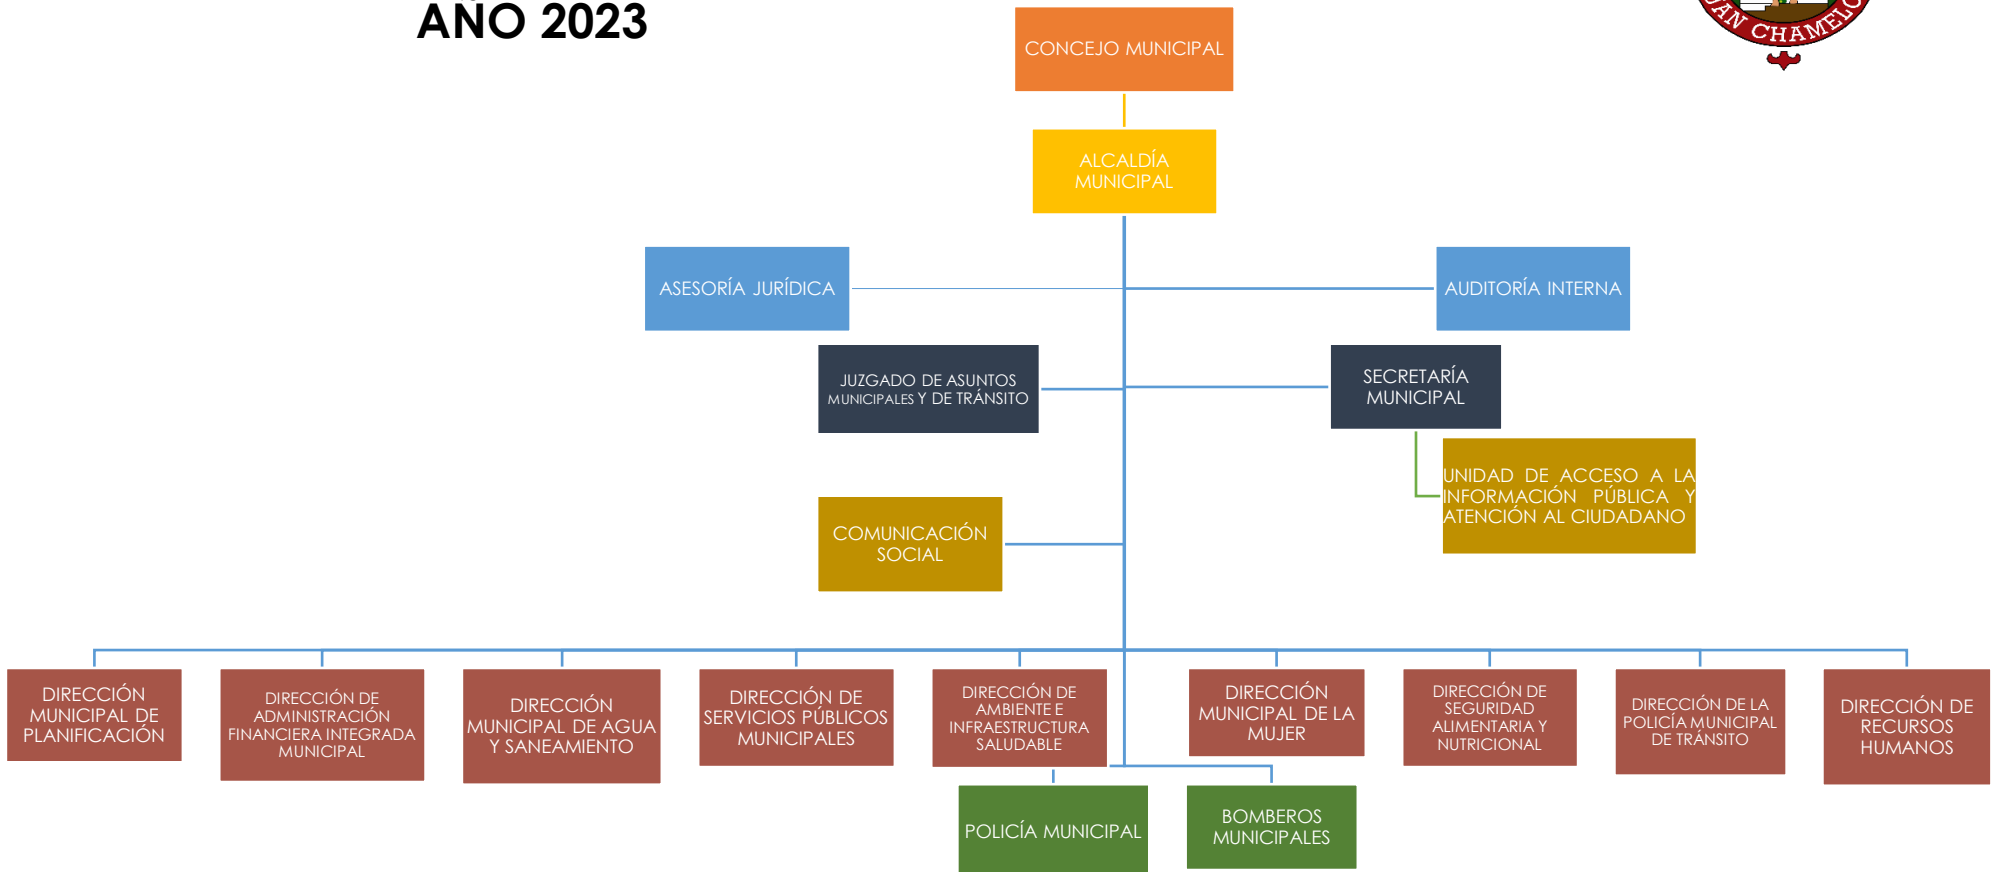 AÑO 2023
UAN CHAMELC
CONCEJO MUNICIPAL
ALCALDÍA
MUNICIPAL
ASESORÍA JURÍDICA
AUDITORÍA INTERNA
JUZGADO DE ASUNTOS
MUNICIPALES Y DE TRÁNSITO
SECRETARÍA
MUNICIPAL
UNIDAD DE ACCESO A LA
INFORMACIÓN PÚBLICA Y
ATENCIÓN AL CIUDADANO
COMUNICACIÓN
SOCIAL
DIRECCIÓN
MUNICIPAL DE
PLANIFICACIÓN
DIRECCIÓN DE
ADMINISTRACIÓN
FINANCIERA INTEGRADA
MUNICIPAL
DIRECCIÓN
MUNICIPAL DE AGUA
Y SANEAMIENTO
DIRECCIÓN DE
SERVICIOS PÚBLICOS
MUNICIPALES
DIRECCIÓN DE
AMBIENTE E
INFRAESTRUCTURA
SALUDABLE
DIRECCIÓN
MUNICIPAL DE LA
MUJER
DIRECCIÓN DE
SEGURIDAD
ALIMENTARIA Y
NUTRICIONAL
DIRECCIÓN DE LA
POLICÍA MUNICIPAL
DE TRÁNSITO
DIRECCIÓN DE
RECURSOS
HUMANOS
POLICÍA MUNICIPAL
BOMBEROS
MUNICIPALES